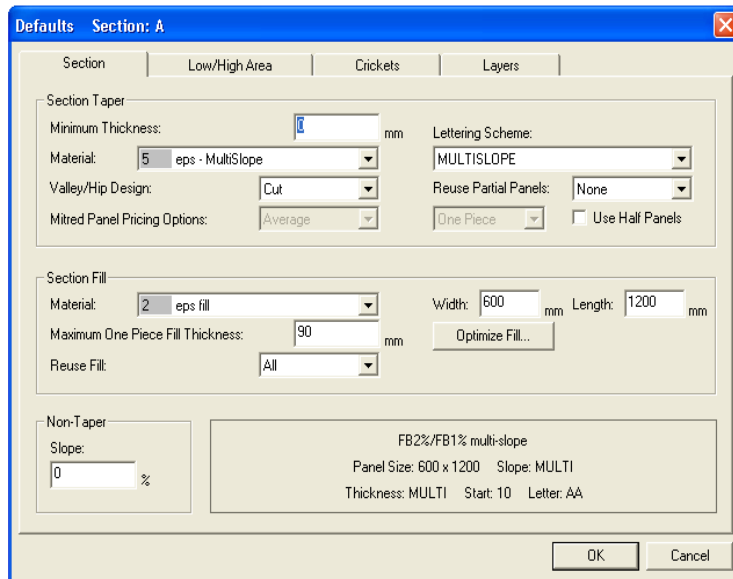 Defaults Section: A
Section Low/High Area Crickets Layers
Section Taper
Minimum Thickness: 0 mm Lettering Scheme:
Material: 5 eps - MultiSlope MULTISLOPE
Valley/Hip Design: Cut Reuse Partial Panels: None
Mitred Panel Pricing Options: Average One Piece Use Half Panels
Section Fill
Material: 2 eps fill Width: 600 mm Length: 1200 mm
Maximum One Piece Fill Thickness: 90 mm Optimize Fill...
Reuse Fill: All
Non-Taper
Slope:
0 %
FB2%/FB1% multi-slope
Panel Size: 600 x 1200 Slope: MULTI
Thickness: MULTI Start: 10 Letter: AA
OK Cancel